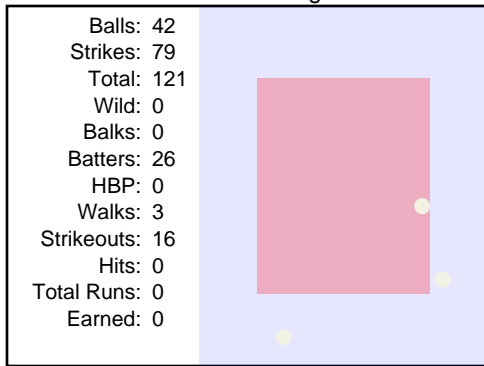 Balls: 42
Strikes: 79
Total: 121
Wild: 0
Balks: 0
Batters: 26
HBP: 0
Walks: 3
Strikeouts: 16
Hits: 0
Total Runs: 0
Earned: 0